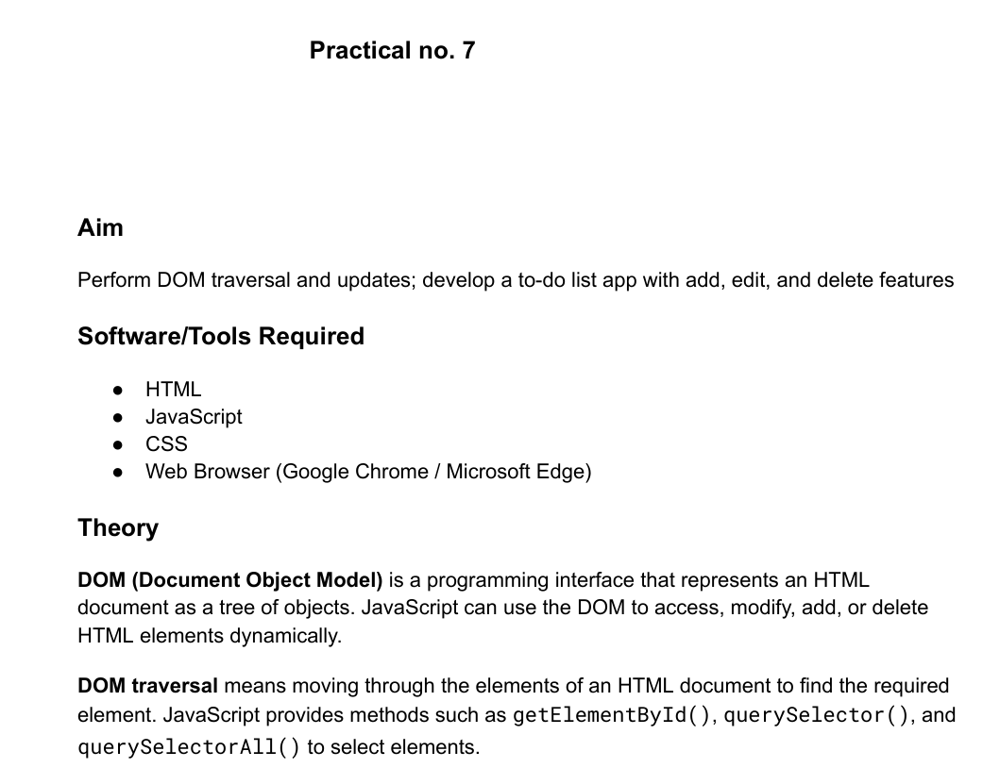 Practical no. 7
Aim
Perform DOM traversal and updates; develop a to-do list app with add, edit, and delete features
Software/Tools Required
● HTML
● JavaScript
● CSS
● Web Browser (Google Chrome / Microsoft Edge)
Theory
DOM (Document Object Model) is a programming interface that represents an HTML
document as a tree of objects. JavaScript can use the DOM to access, modify, add, or delete
HTML elements dynamically.
DOM traversal means moving through the elements of an HTML document to find the required
element. JavaScript provides methods such as getElementById(), querySelector(), and
querySelectorAll() to select elements.